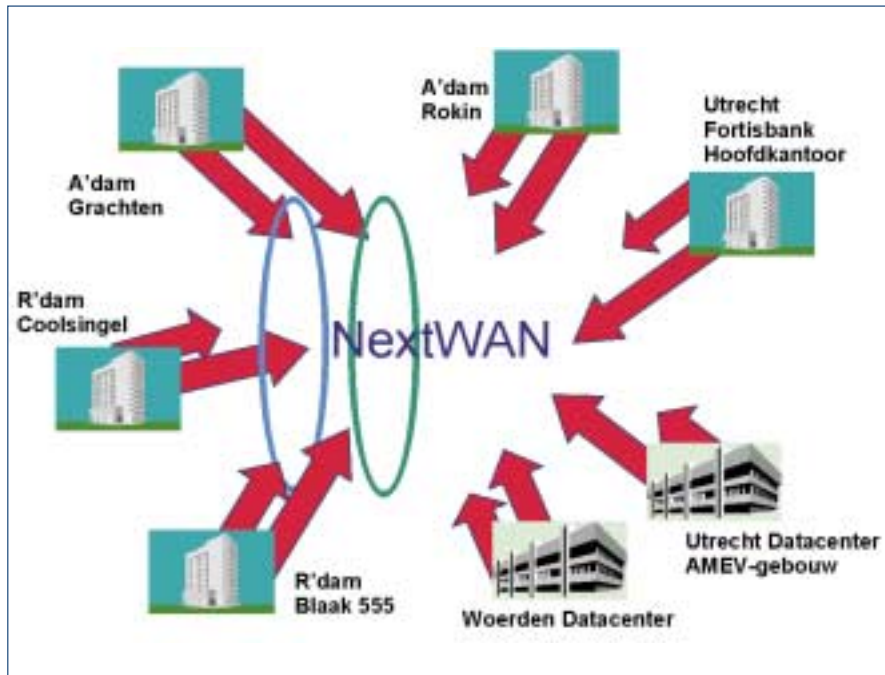 A'dam
Rokin
Utrecht
Fortisbank
Hoofdkantoor
A'dam
Grachten
R'dam
Coolsingel
NextWAN
R'dam
Blaak 555
Utrecht Datacenter
AMEV-gebouw
Woerden Datacenter